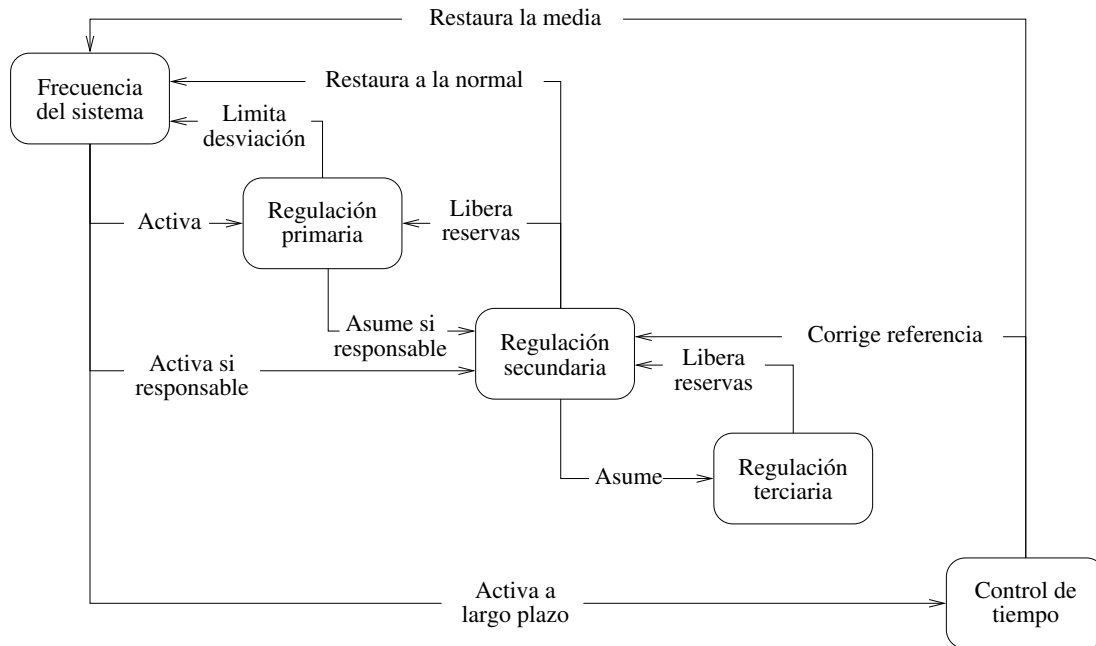 Restaura la media
Frecuencia
del sistema
Restaura a la normal
Limita
desviación
Activa
Regulación
primaria
Libera
reservas
Asume si
responsable
Regulación
secundaria
Corrige referencia
Activa si
responsable
Libera
reservas
Asume
Regulación
terciaria
Activa a
largo plazo
Control de
tiempo